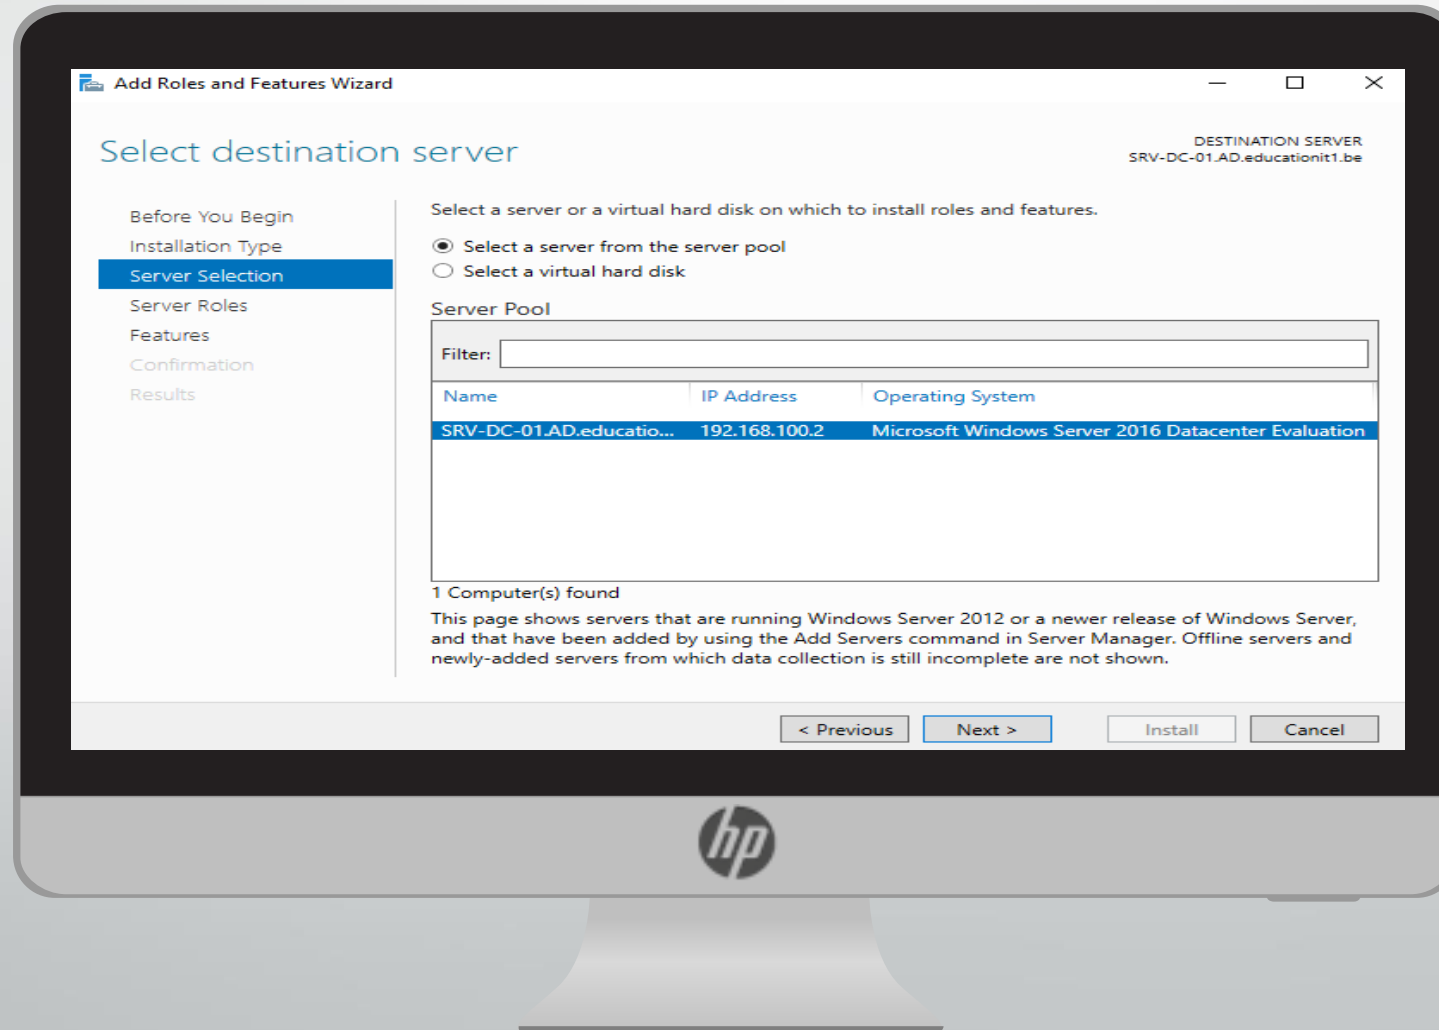 Add Roles and Features Wizard
Select destination server
DESTINATION SERVER
SRV-DC-01.AD.educationit1.be
Before You Begin
Installation Type
Server Selection
Server Roles
Features
Confirmation
Results
Select a server or a virtual hard disk on which to install roles and features.
Select a server from the server pool
Select a virtual hard disk
Server Pool
Filter:
Name IP Address Operating System
SRV-DC-01.AD.educatio... 192.168.100.2 Microsoft Windows Server 2016 Datacenter Evaluation
1 Computer(s) found
This page shows servers that are running Windows Server 2012 or a newer release of Windows Server,
and that have been added by using the Add Servers command in Server Manager. Offline servers and
newly-added servers from which data collection is still incomplete are not shown.
< Previous Next > Install Cancel
hp